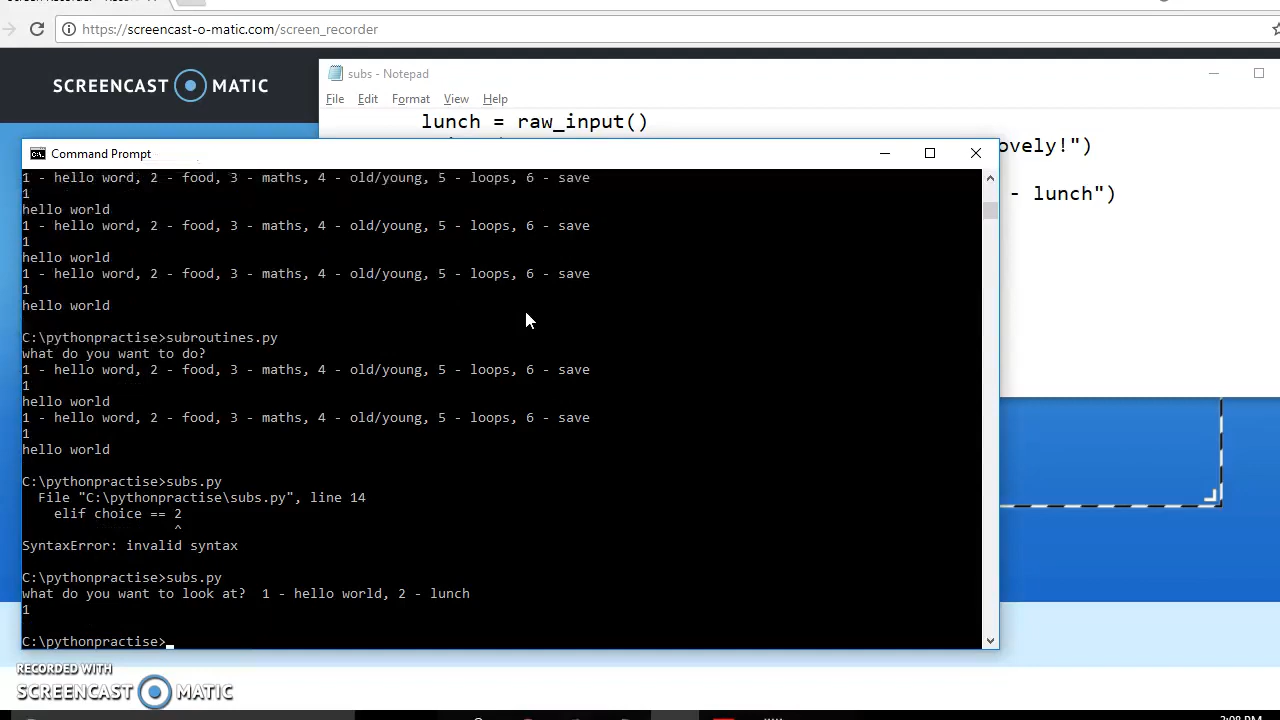 https://screencast-o-matic.com/screen_recorder
SCREENCAST MATIC
subs - Notepad
File Edit Format View Help
lunch = raw_input()
ovely!")
- lunch")
Command Prompt
1 - hello word, 2 - food, 3 - maths, 4 - old/young, 5 - loops, 6 - save
1
hello world
1 - hello word, 2 - food, 3 - maths, 4 - old/young, 5 - loops, 6 - save
1
hello world
1 - hello word, 2 - food, 3 - maths, 4 - old/young, 5 - loops, 6 - save
1
hello world
C:\pythonpractise>subroutines.py
what do you want to do?
1 - hello word, 2 - food, 3 - maths, 4 - old/young, 5 - loops, 6 - save
1
hello world
1 - hello word, 2 - food, 3 - maths, 4 - old/young, 5 - loops, 6 - save
1
hello world
C:\pythonpractise>subs.py
File "C:\pythonpractise\subs.py", line 14
elif choice == 2
^
SyntaxError: invalid syntax
C:\pythonpractise>subs.py
what do you want to look at?  1 - hello world, 2 - lunch
1
C:\pythonpractise>_
RECORDED WITH
SCREENCAST MATIC